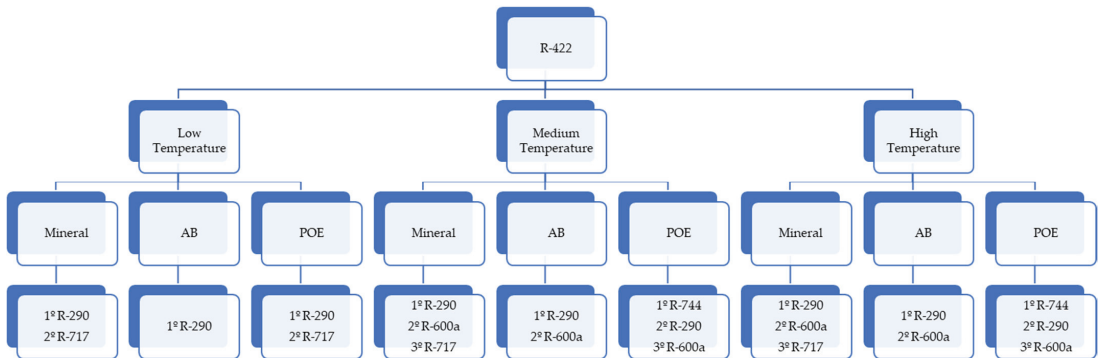 R-422
Low
Temperature
Medium
Temperature
High
Temperature
Mineral
AB
POE
Mineral
AB
POE
Mineral
AB
POE
1º R-290
2º R-717
1º R-290
1º R-290
2º R-717
1º R-290
2º R-600a
3º R-717
1º R-290
2º R-600a
1º R-744
2º R-290
3º R-600a
1º R-290
2º R-600a
3º R-717
1º R-290
2º R-600a
1º R-744
2º R-290
3º R-600a